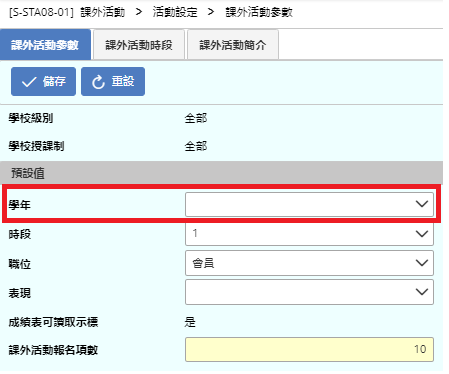 [S-STA08-01] 課外活動 > 活動設定 > 課外活動參數
課外活動參數 課外活動時段 課外活動簡介
儲存 重設
學校級別 全部
學校授課制 全部
預設值
學年
時段 1
職位 會員
表現
成績表可讀取示標 是
課外活動報名項數 10